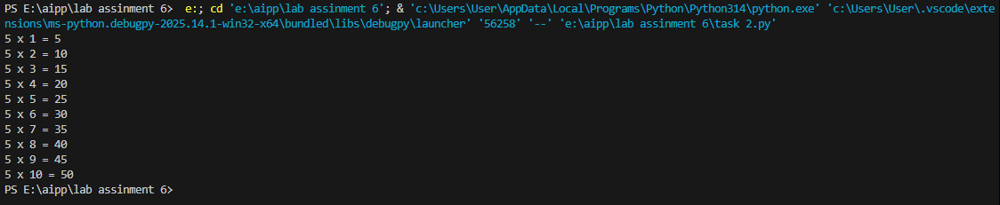 PS E:\aipp\lab assinment 6>  e:; cd 'e:\aipp\lab assinment 6'; & 'c:\Users\User\AppData\Local\Programs\Python\Python314\python.exe' 'c:\Users\User\.vscode\exte
nsions\ms-python.debugpy-2025.14.1-win32-x64\bundled\libs\debugpy\launcher' '56258' '--' 'e:\aipp\lab assinment 6\task 2.py'
5 x 1 = 5
5 x 2 = 10
5 x 3 = 15
5 x 4 = 20
5 x 5 = 25
5 x 6 = 30
5 x 7 = 35
5 x 8 = 40
5 x 9 = 45
5 x 10 = 50
PS E:\aipp\lab assinment 6>